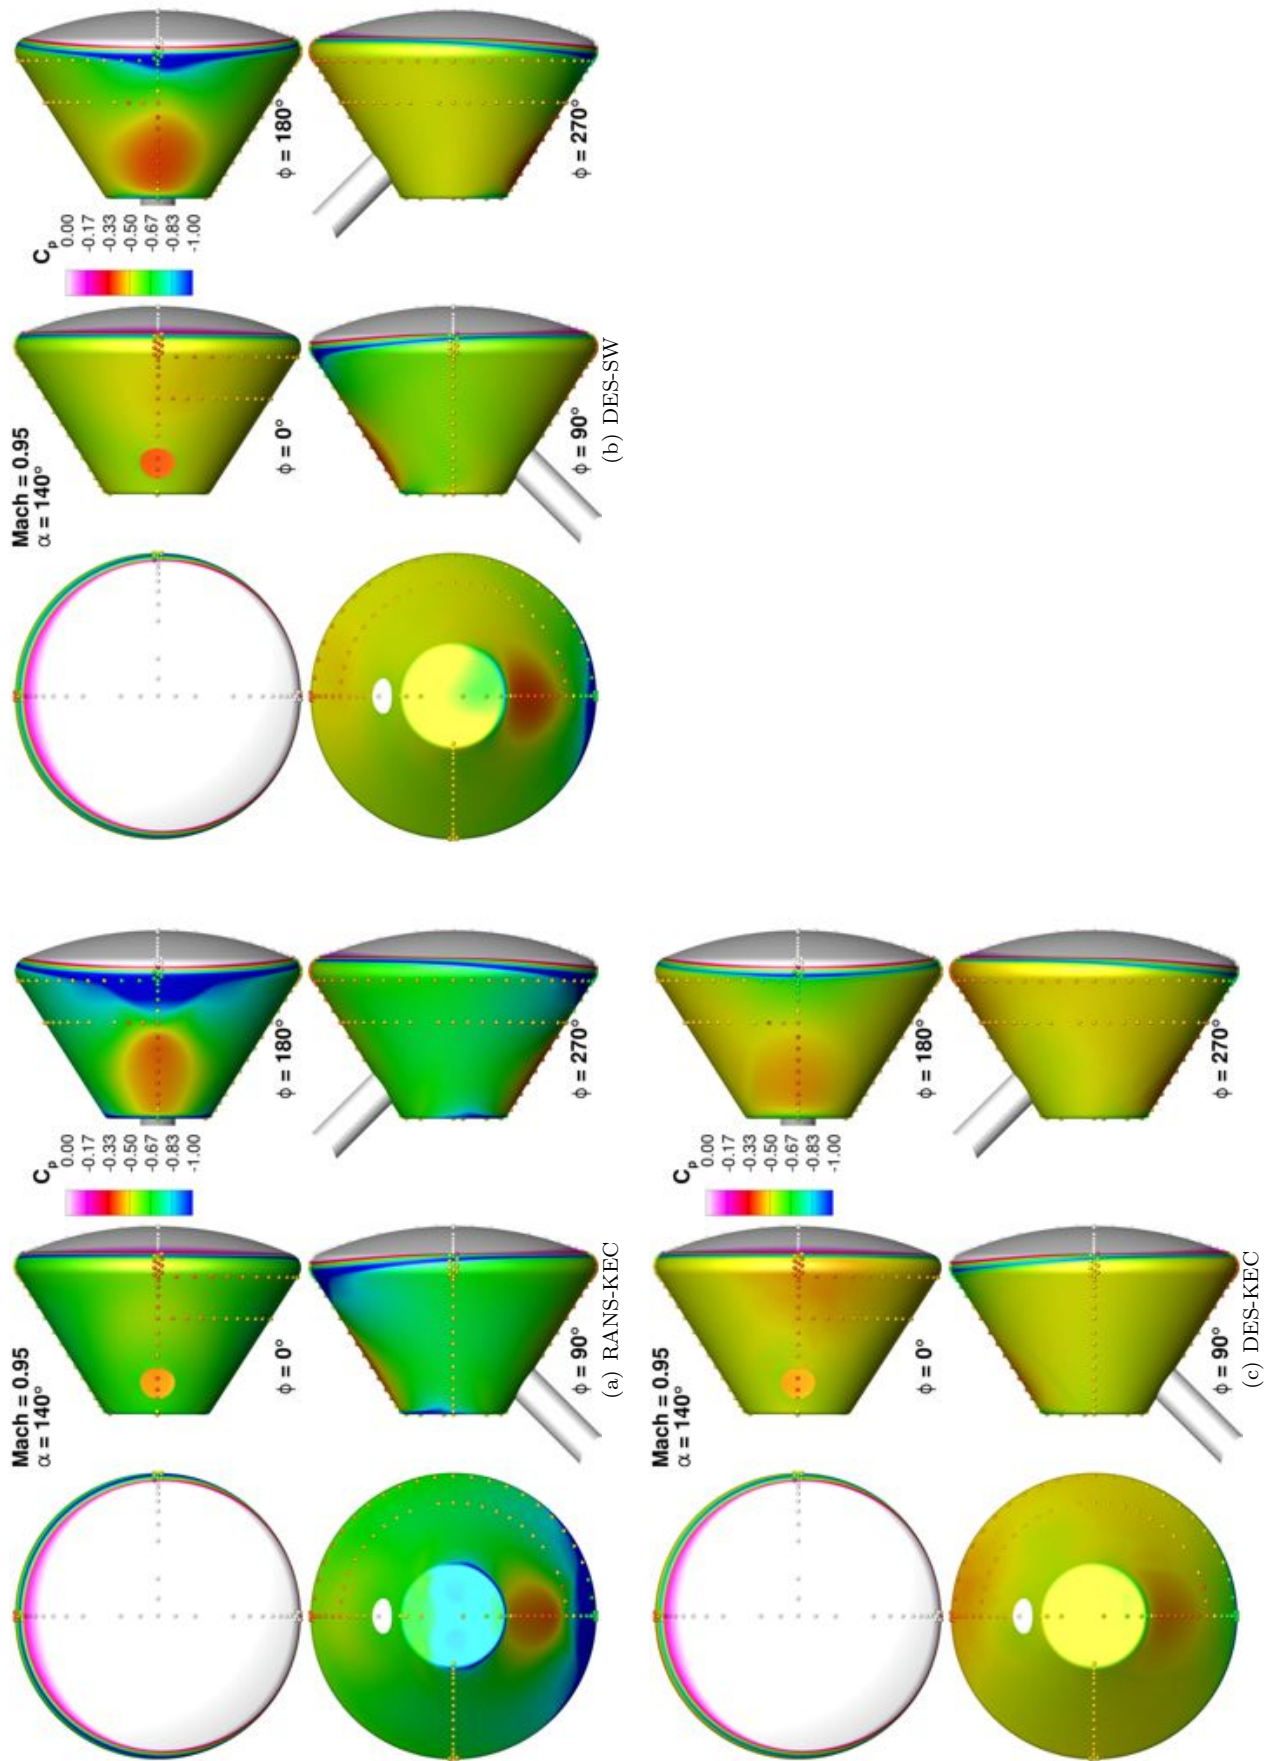 Mach = 0.95
α = 140°
Cp
0.00
-0.17
-0.33
-0.50
-0.67
-0.83
-1.00
ϕ = 0°
ϕ = 180°
ϕ = 90°
ϕ = 270°
(a) RANS-KEC
Mach = 0.95
α = 140°
Cp
0.00
-0.17
-0.33
-0.50
-0.67
-0.83
-1.00
ϕ = 0°
ϕ = 180°
ϕ = 90°
ϕ = 270°
(b) DES-SW
Mach = 0.95
α = 140°
Cp
0.00
-0.17
-0.33
-0.50
-0.67
-0.83
-1.00
ϕ = 0°
ϕ = 180°
ϕ = 90°
ϕ = 270°
(c) DES-KEC